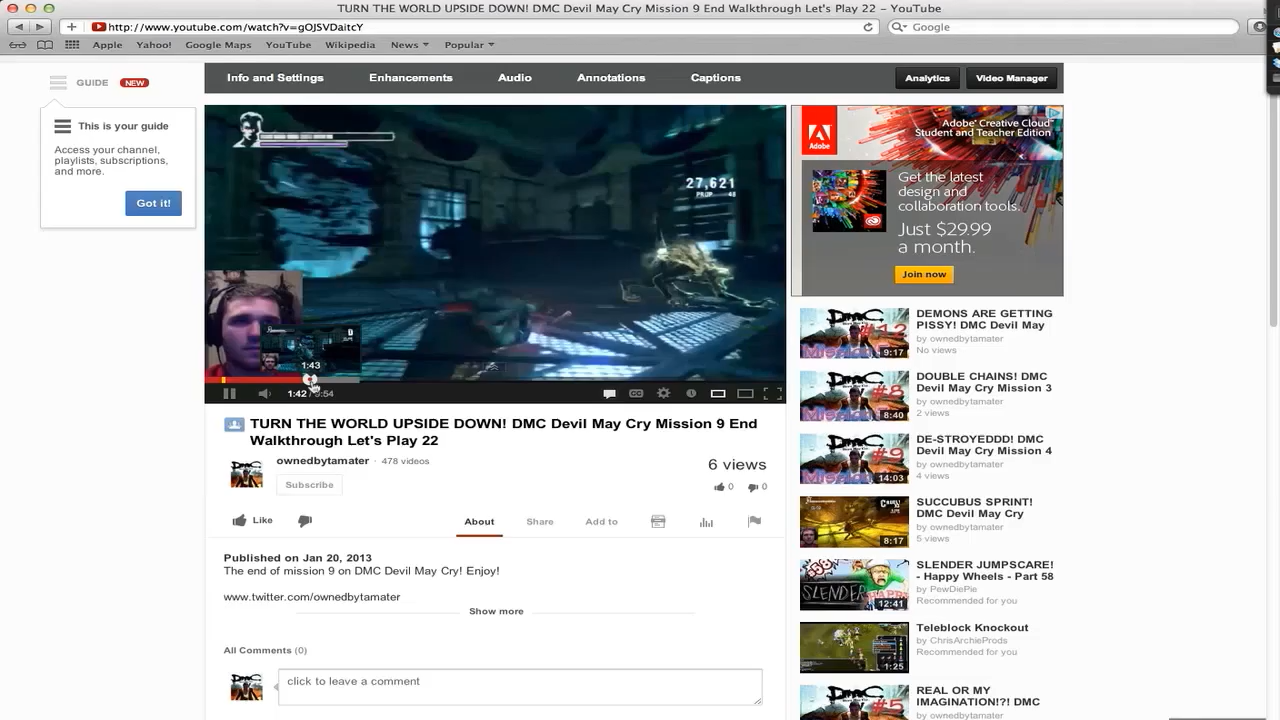 TURN THE WORLD UPSIDE DOWN! DMC Devil May Cry Mission 9 End Walkthrough Let's Play 22 – YouTube
http://www.youtube.com/watch?v=gOJSVDaitcY
Google
Apple Yahoo! Google Maps YouTube Wikipedia News Popular
GUIDE NEW
This is your guide
Access your channel,
playlists, subscriptions,
and more.
Got it!
Info and Settings Enhancements Audio Annotations Captions Analytics Video Manager
27,621
1:43
1:42
Adobe
Adobe® Creative Cloud™
Student and Teacher Edition
Get the latest
design and
collaboration tools.
Just $29.99
a month.
Join now
TURN THE WORLD UPSIDE DOWN! DMC Devil May Cry Mission 9 End
Walkthrough Let's Play 22
ownedbytamater · 478 videos
Subscribe
6 views
0 0
Like
About Share Add to
Published on Jan 20, 2013
The end of mission 9 on DMC Devil May Cry! Enjoy!
www.twitter.com/ownedbytamater
Show more
All Comments (0)
click to leave a comment
#12
9:17
DEMONS ARE GETTING
PISSY! DMC Devil May
by ownedbytamater
No views
#8
8:40
DOUBLE CHAINS! DMC
Devil May Cry Mission 3
by ownedbytamater
2 views
#9
14:03
DE-STROYEDDD! DMC
Devil May Cry Mission 4
by ownedbytamater
4 views
8:17
SUCCUBUS SPRINT!
DMC Devil May Cry
by ownedbytamater
5 views
SLENDER
12:41
SLENDER JUMPSCARE!
- Happy Wheels - Part 58
by PewDiePie
Recommended for you
1:25
Teleblock Knockout
by ChrisArchieProds
Recommended for you
#5
REAL OR MY
IMAGINATION!?! DMC
by ownedbytamater